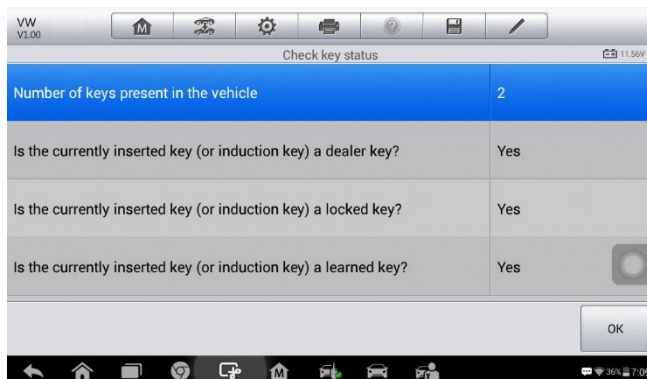 VW
V1.00
M
Check key status
11.56V
Number of keys present in the vehicle 2
Is the currently inserted key (or induction key) a dealer key? Yes
Is the currently inserted key (or induction key) a locked key? Yes
Is the currently inserted key (or induction key) a learned key? Yes
OK
M
36% 7:09